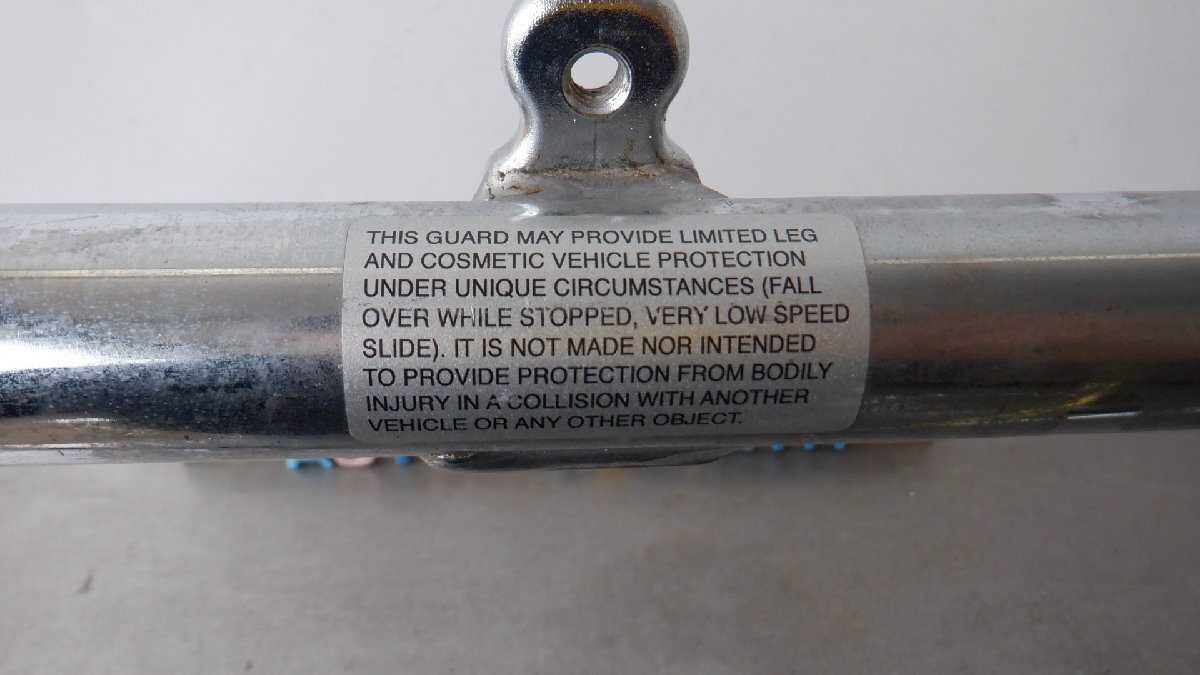 THIS GUARD MAY PROVIDE LIMITED LEG
AND COSMETIC VEHICLE PROTECTION
UNDER UNIQUE CIRCUMSTANCES (FALL
OVER WHILE STOPPED, VERY LOW SPEED
SLIDE). IT IS NOT MADE NOR INTENDED
TO PROVIDE PROTECTION FROM BODILY
INJURY IN A COLLISION WITH ANOTHER
VEHICLE OR ANY OTHER OBJECT.